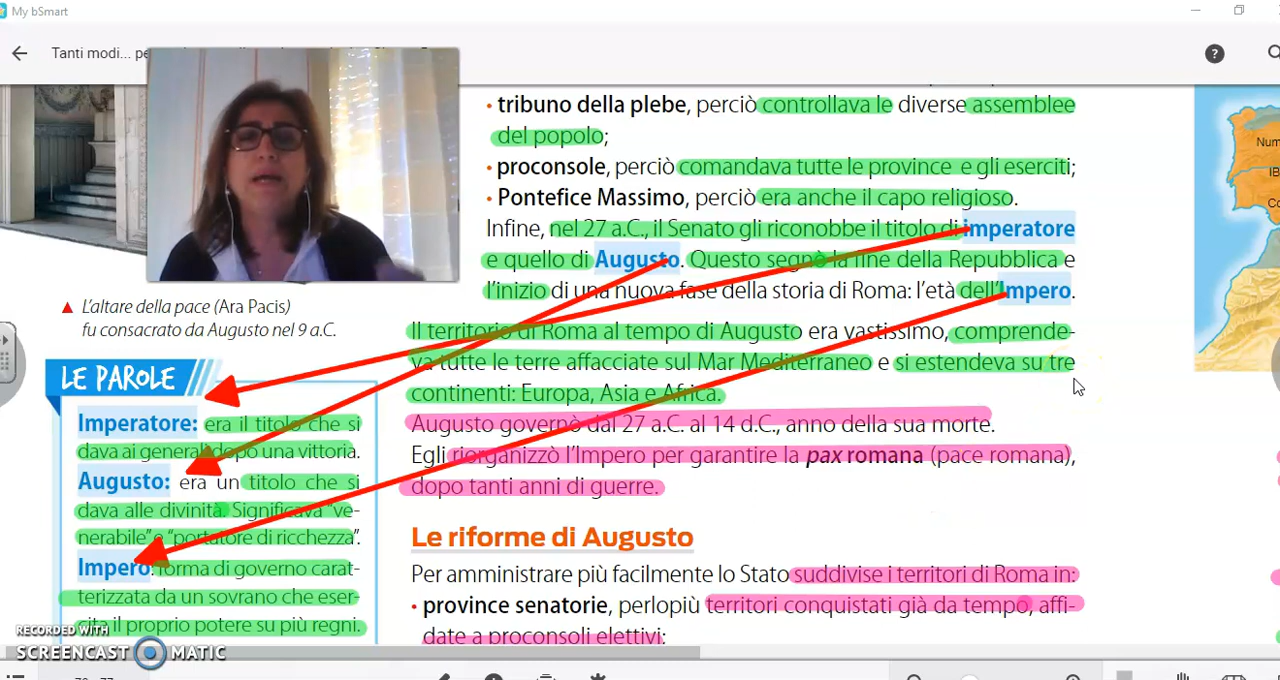 My bSmart
Tanti modi... pe
• tribuno della plebe, perciò controllava le diverse assemblee
del popolo;
• proconsole, perciò comandava tutte le province e gli eserciti;
• Pontefice Massimo, perciò era anche il capo religioso.
Infine, nel 27 a.C., il Senato gli riconobbe il titolo di imperatore
e quello di Augusto. Questo segnò la fine della Repubblica e
l'inizio di una nuova fase della storia di Roma: l'età dell'Impero.
Il territorio di Roma al tempo di Augusto era vastissimo, comprende-
va tutte le terre affacciate sul Mar Mediterraneo e si estendeva su tre
continenti: Europa, Asia e Africa.
Augusto governò dal 27 a.C. al 14 d.C., anno della sua morte.
Egli riorganizzò l'Impero per garantire la pax romana (pace romana),
dopo tanti anni di guerre.
Le riforme di Augusto
Per amministrare più facilmente lo Stato suddivise i territori di Roma in:
• province senatorie, perlopiù territori conquistati già da tempo, affi-
date a proconsoli elettivi;
▲ L'altare della pace (Ara Pacis)
fu consacrato da Augusto nel 9 a.C.
LE PAROLE
Imperatore: era il titolo che si
dava ai generali dopo una vittoria.
Augusto: era un titolo che si
dava alle divinità. Significava "ve-
nerabile" e "portatore di ricchezza".
Impero: forma di governo carat-
terizzata da un sovrano che eser-
cita il proprio potere su più regni.
RECORDED WITH
SCREENCAST MATIC
Num
IB
Co